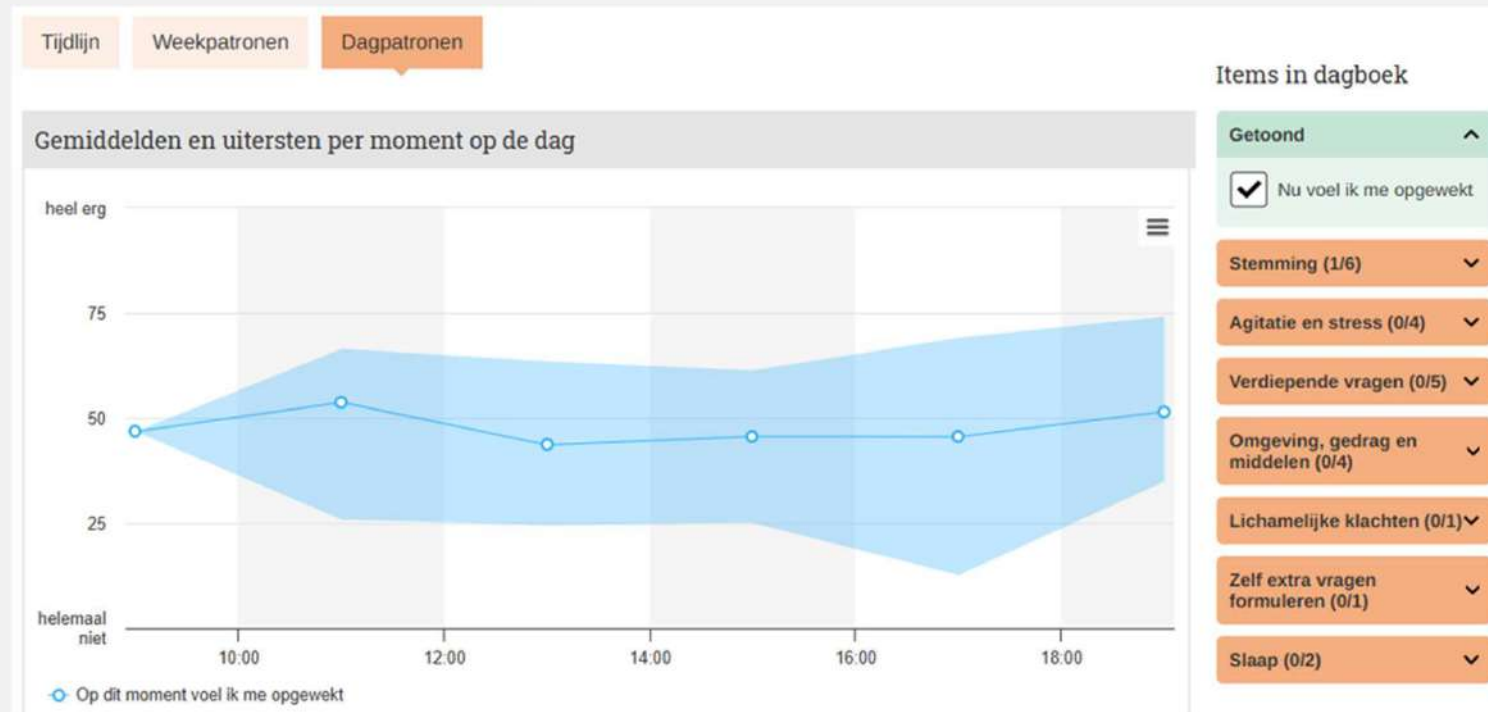 Tijdlijn
Weekpatronen
Dagpatronen
Gemiddelden en uitersten per moment op de dag
heel erg
75
50
25
helemaal
niet
10:00
12:00
14:00
16:00
18:00
Op dit moment voel ik me opgewekt
Items in dagboek
Getoond
Nu voel ik me opgewekt
Stemming (1/6)
Agitatie en stress (0/4)
Verdiepende vragen (0/5)
Omgeving, gedrag en
middelen (0/4)
Lichamelijke klachten (0/1)
Zelf extra vragen
formuleren (0/1)
Slaap (0/2)